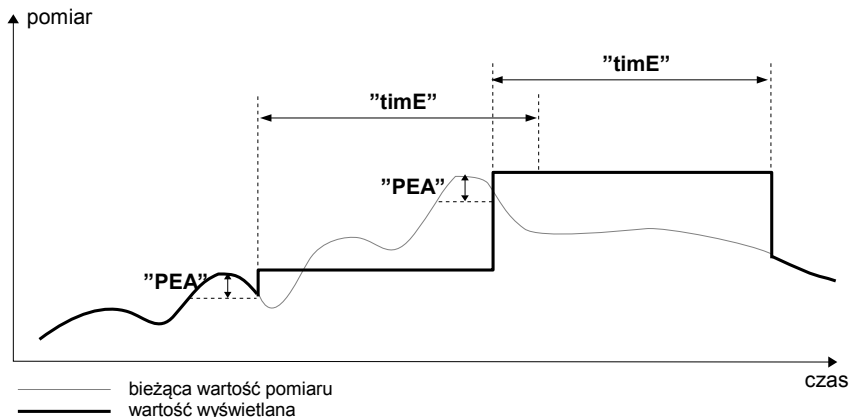 pomiar
”timE”
”timE”
”PEA”
”PEA”
czas
bieżąca wartość pomiaru
wartość wyświetlana